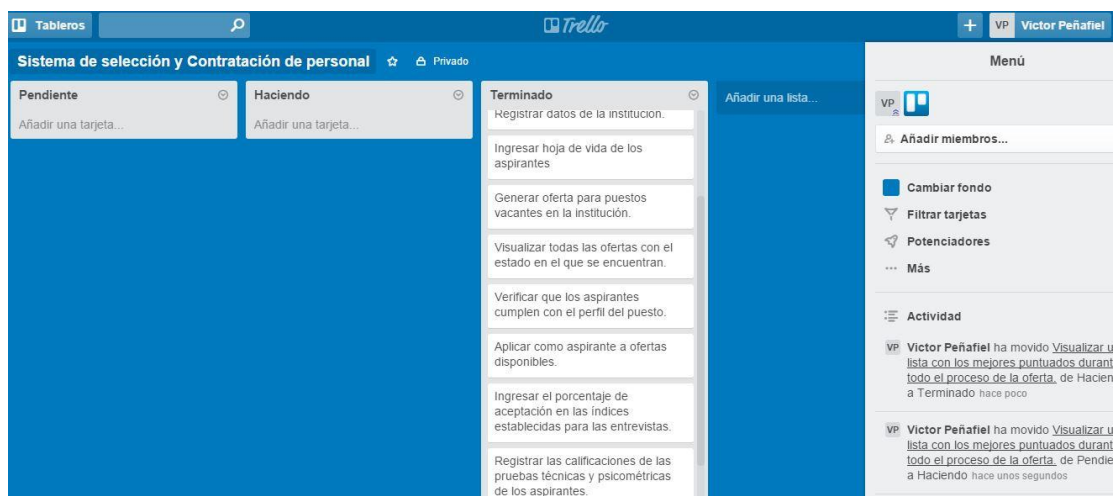 Tableros
Trello
+
VP Victor Peñafiel
Sistema de selección y Contratación de personal
Privado
Pendiente
Añadir una tarjeta...
Haciendo
Añadir una tarjeta...
Terminado
Registrar datos de la institución.
Ingresar hoja de vida de los
aspirantes
Generar oferta para puestos
vacantes en la institución.
Visualizar todas las ofertas con el
estado en el que se encuentran.
Verificar que los aspirantes
cumplen con el perfil del puesto.
Aplicar como aspirante a ofertas
disponibles.
Ingresar el porcentaje de
aceptación en las índices
establecidas para las entrevistas.
Registrar las calificaciones de las
pruebas técnicas y psicométricas
de los aspirantes.
Añadir una lista...
Menú
VP
Añadir miembros...
Cambiar fondo
Filtrar tarjetas
Potenciadores
Más
Actividad
VP Victor Peñafiel ha movido Visualizar u
lista con los mejores puntuados durant
todo el proceso de la oferta. de Hacien
a Terminado hace poco
VP Victor Peñafiel ha movido Visualizar u
lista con los mejores puntuados durant
todo el proceso de la oferta. de Pendie
a Haciendo hace unos segundos